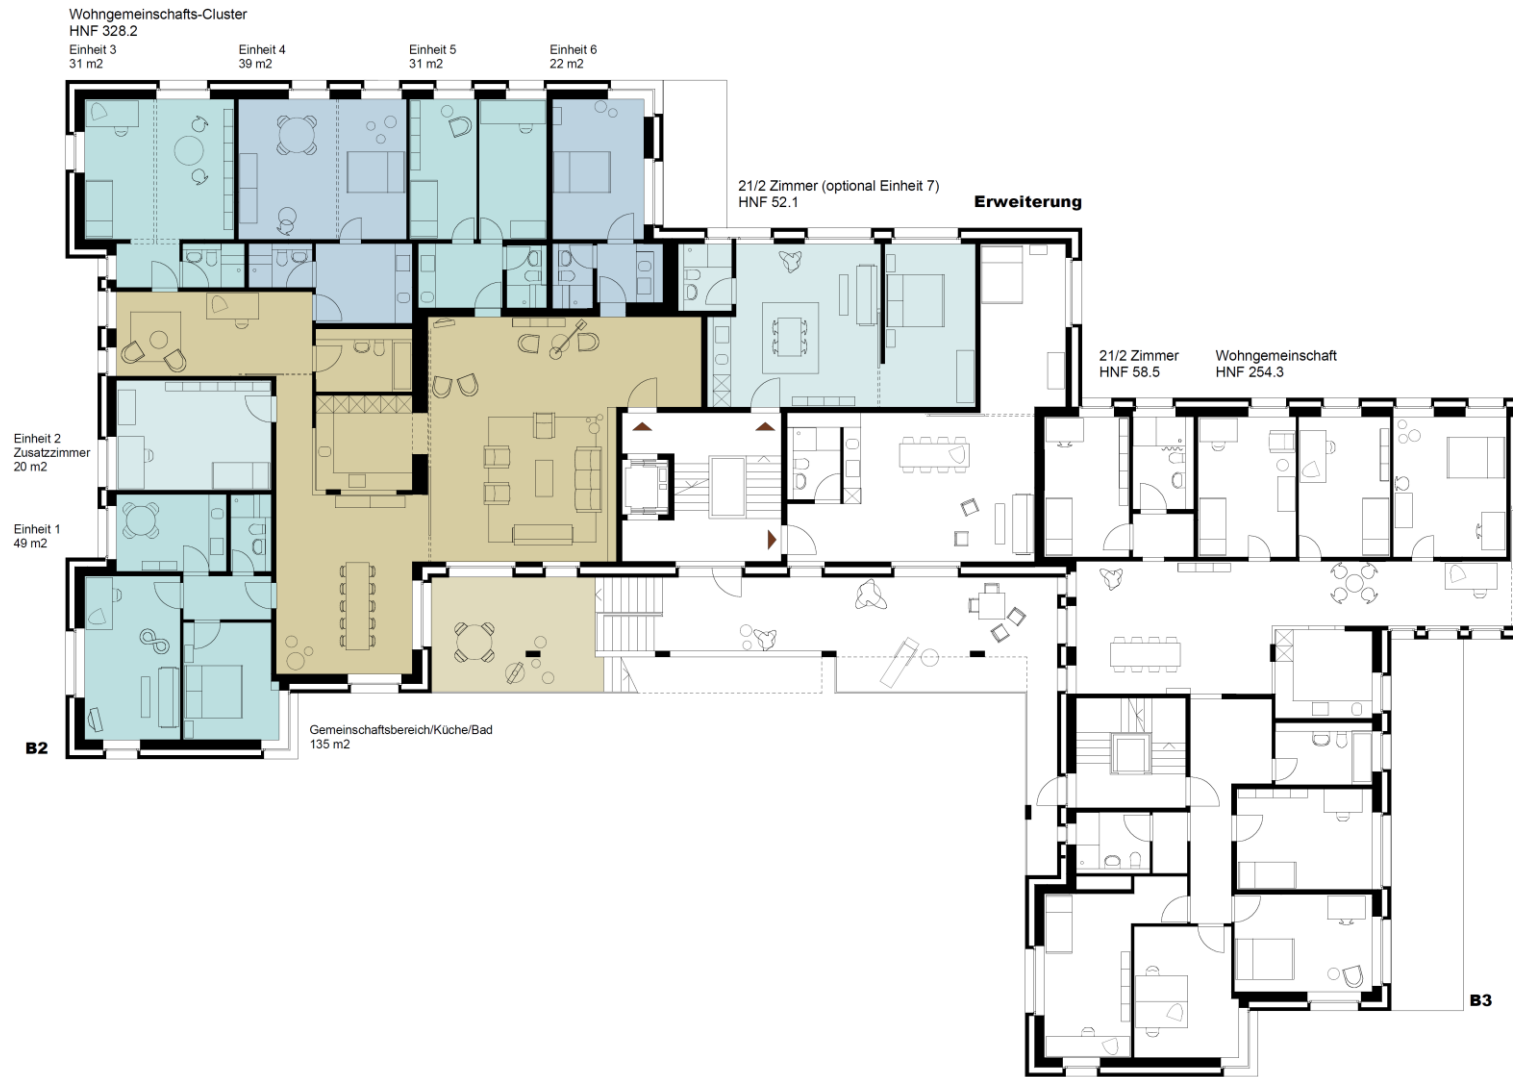 Wohngemeinschafts-Cluster
HNF 328.2
Einheit 3
31 m2
Einheit 4
39 m2
Einheit 5
31 m2
Einheit 6
22 m2
21/2 Zimmer (optional Einheit 7)
HNF 52.1
Erweiterung
21/2 Zimmer
HNF 58.5
Wohngemeinschaft
HNF 254.3
Einheit 2
Zusatzzimmer
20 m2
Einheit 1
49 m2
Gemeinschaftsbereich/Küche/Bad
135 m2
B2
B3